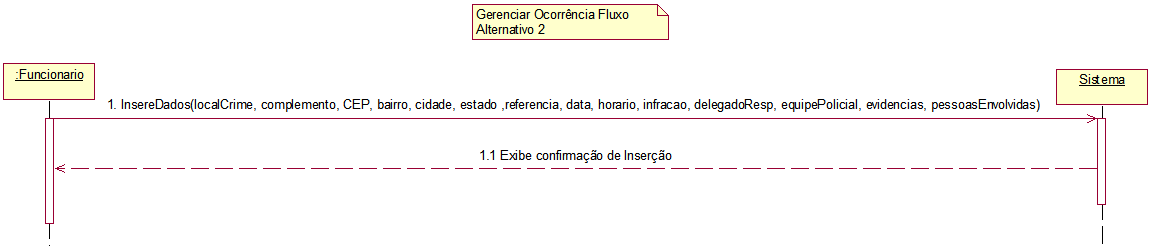 Gerenciar Ocorrência Fluxo
Alternativo 2
:Funcionario
Sistema
1. InsereDados(localCrime, complemento, CEP, bairro, cidade, estado ,referencia, data, horario, infracao, delegadoResp, equipePolicial, evidencias, pessoasEnvolvidas)
1.1 Exibe confirmação de Inserção